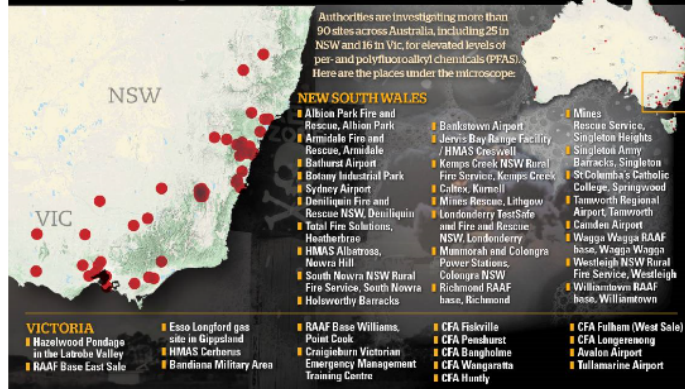 Authorities are investigating more than
90 sites across Australia, including 25 in
NSW and 16 in Vic, for elevated levels of
per- and polyfluoroalkyl chemicals (PFAS).
Here are the places under the microscope:
NSW
VIC
NEW SOUTH WALES
Albion Park Fire and
Rescue, Albion Park
Armidale Fire and
Rescue, Armidale
Bathurst Airport
Botany Industrial Park
Sydney Airport
Deniliquin Fire and
Rescue NSW, Deniliquin
Total Fire Solutions,
Heatherbrae
HMAS Albatross,
Nowra Hill
South Nowra NSW Rural
Fire Service, South Nowra
Holsworthy Barracks
Bankstown Airport
Jervis Bay Range Facility
/ HMAS Creswell
Kemps Creek NSW Rural
Fire Service, Kemps Creek
Caltex, Kurnell
Mines Rescue, Lithgow
Londonderry TestSafe
and Fire and Rescue
NSW, Londonderry
Munmorah and Colongra
Power Stations,
Colongra NSW
Richmond RAAF
base, Richmond
Mines
Rescue Service,
Singleton Heights
Singleton Army
Barracks, Singleton
St Columba's Catholic
College, Springwood
Tamworth Regional
Airport, Tamworth
Camden Airport
Wagga Wagga RAAF
base, Wagga Wagga
Westleigh NSW Rural
Fire Service, Westleigh
Williamtown RAAF
base, Williamtown
VICTORIA
Hazelwood Pondage
in the Latrobe Valley
RAAF Base East Sale
Esso Longford gas
site in Gippsland
HMAS Cerberus
Bandiana Military Area
RAAF Base Williams,
Point Cook
Craigieburn Victorian
Emergency Management
Training Centre
CFA Fiskville
CFA Penshurst
CFA Bangholme
CFA Wangaratta
CFA Huntly
CFA Fulham (West Sale)
CFA Longerenong
Avalon Airport
Tullamarine Airport